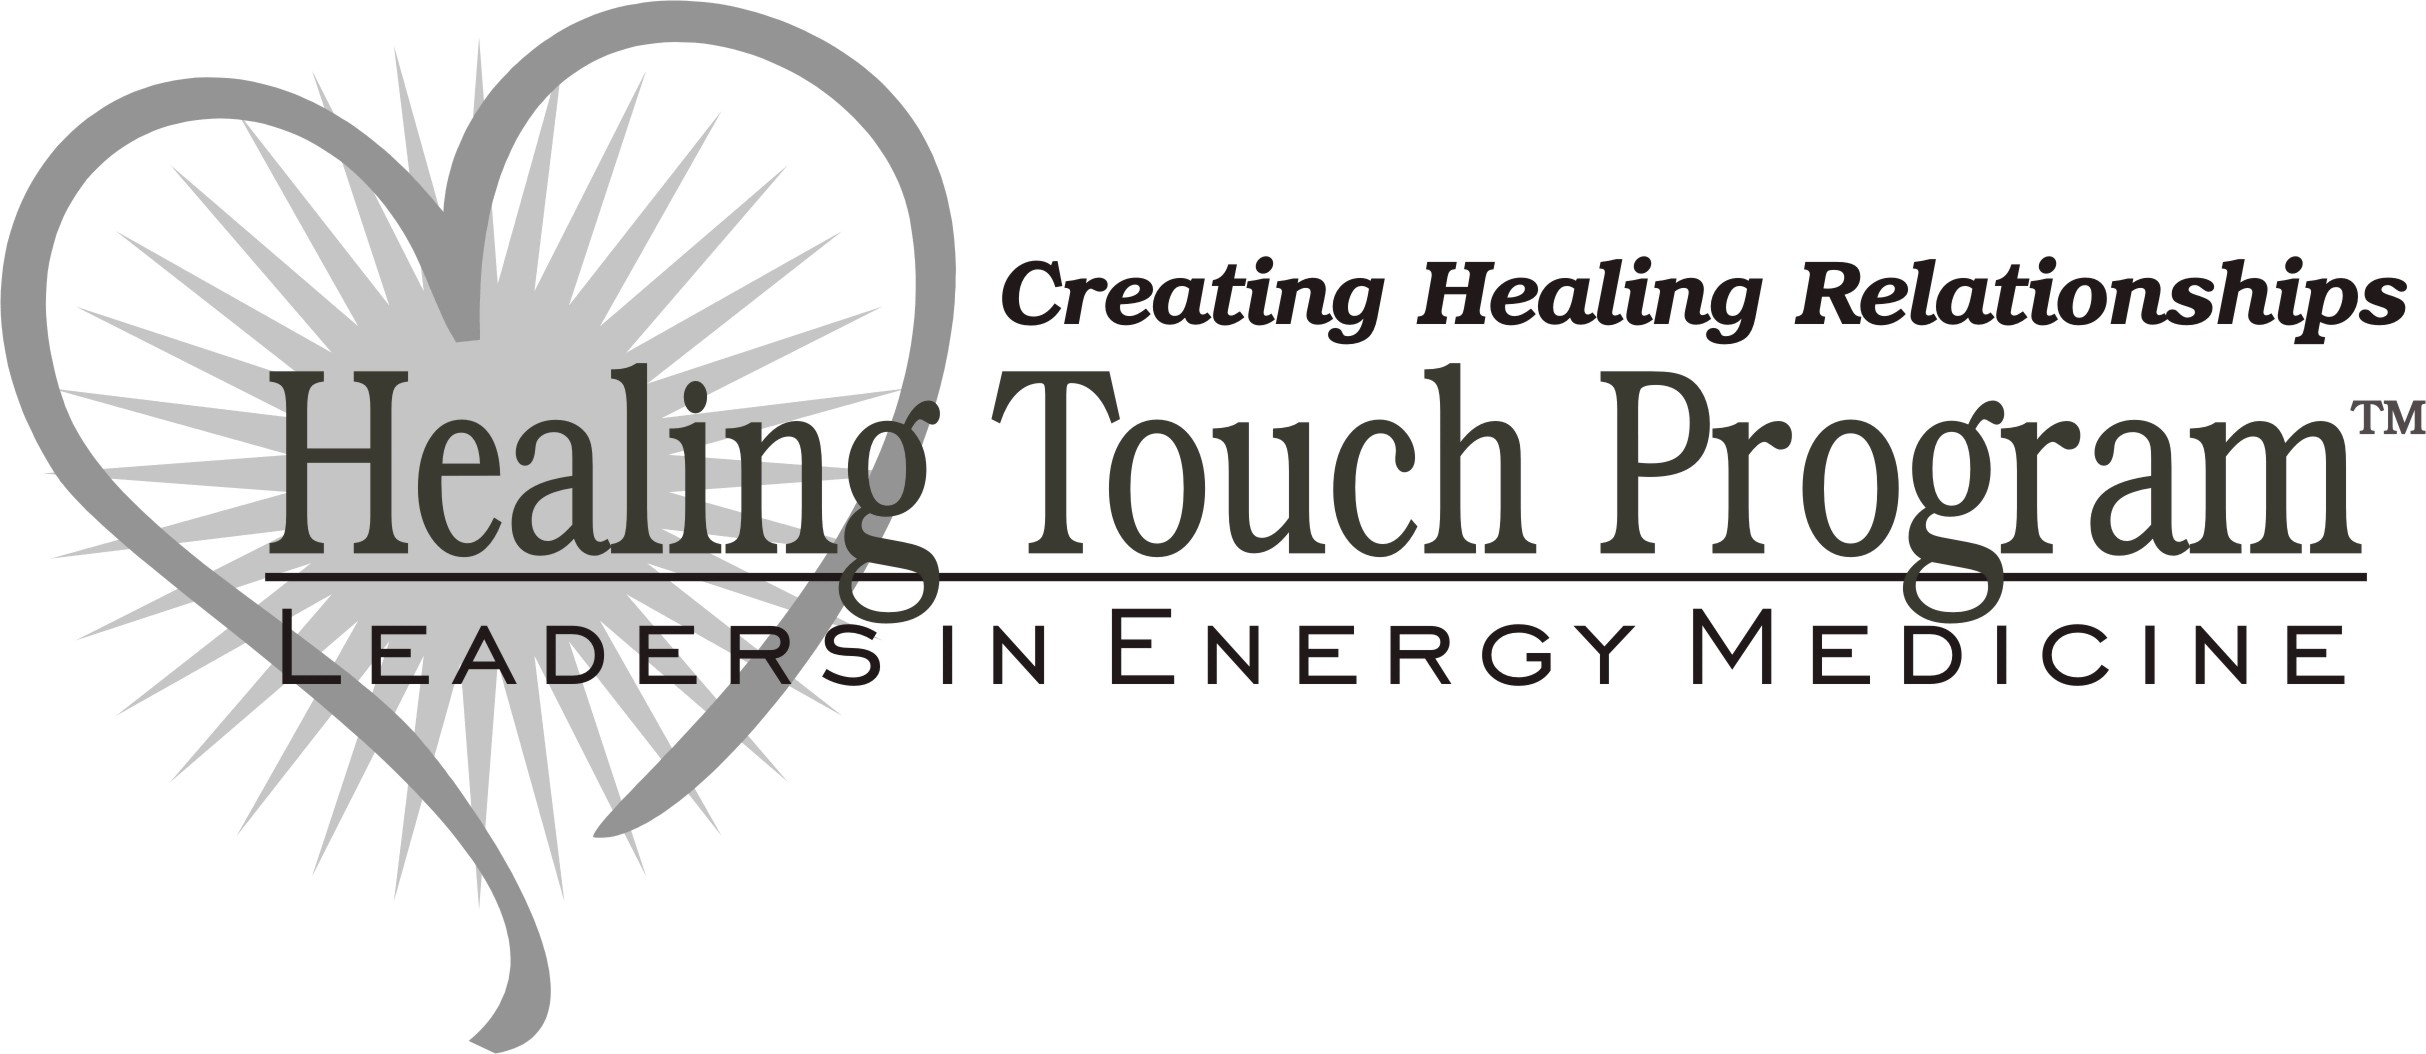 Creating Healing Relationships
Healing Touch Program™
LEADERS IN ENERGY MEDICINE